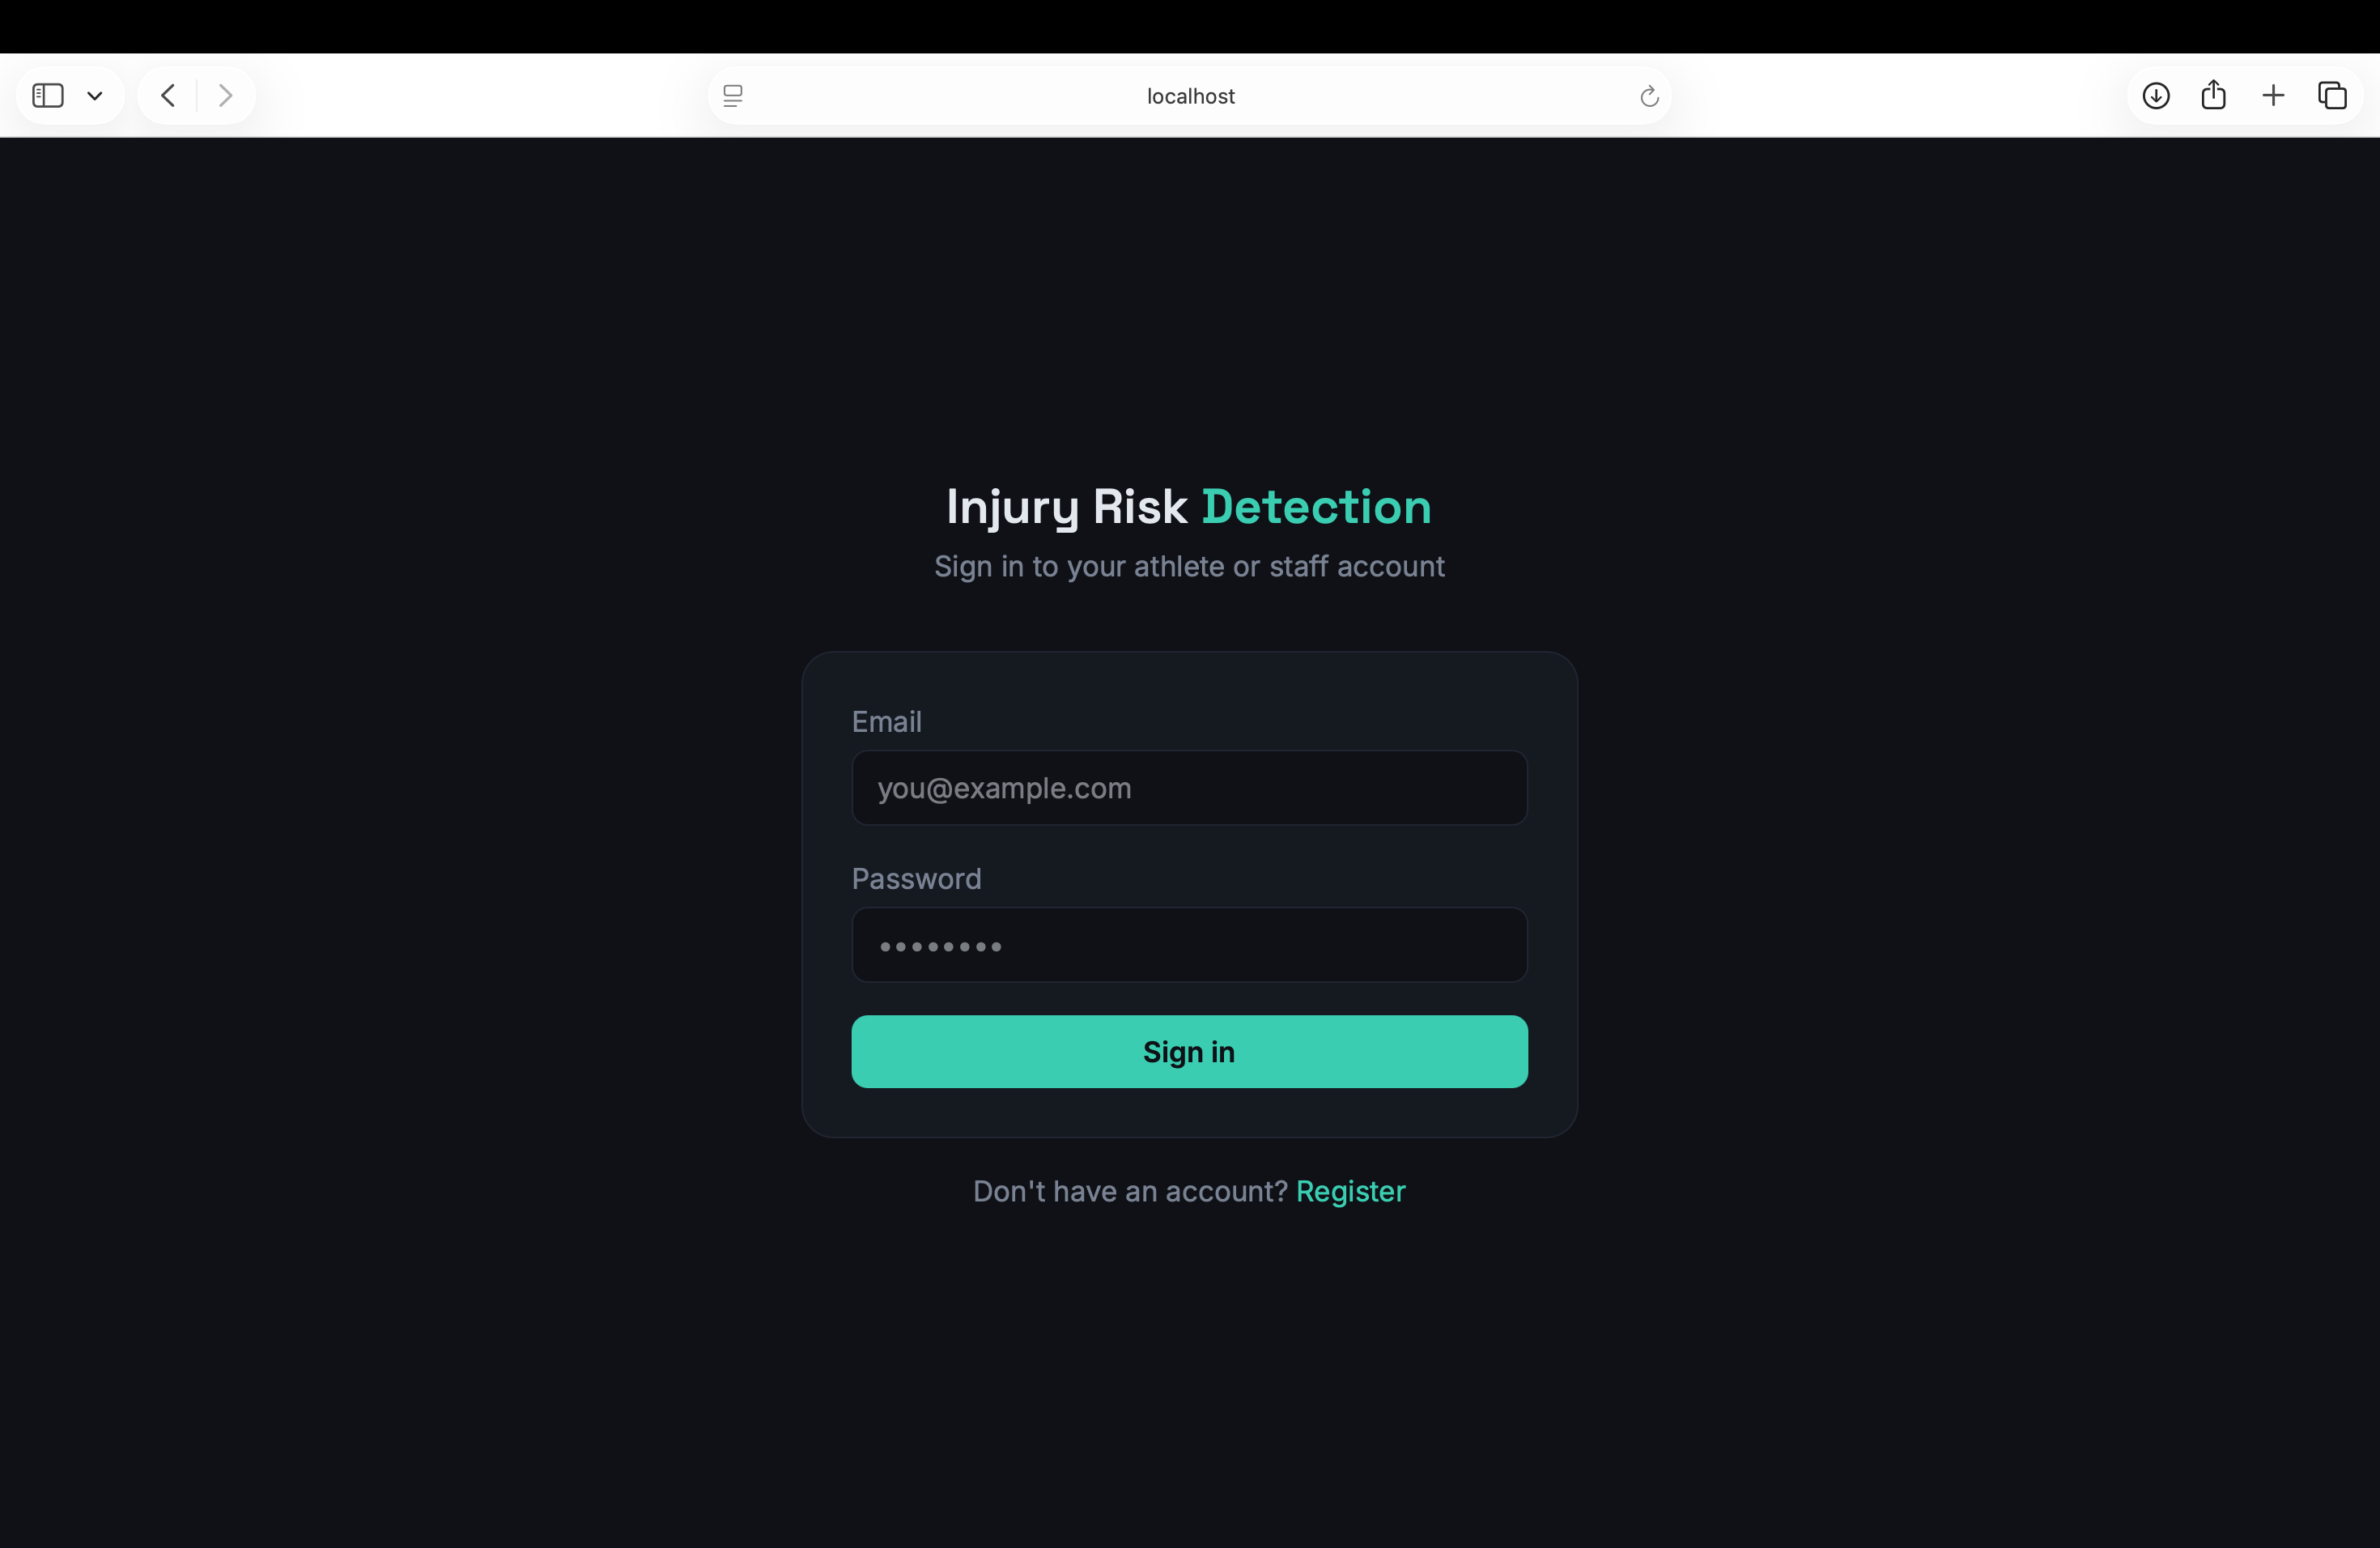 localhost
Injury Risk Detection
Sign in to your athlete or staff account
Email
you@example.com
Password
••••••••
Sign in
Don't have an account? Register